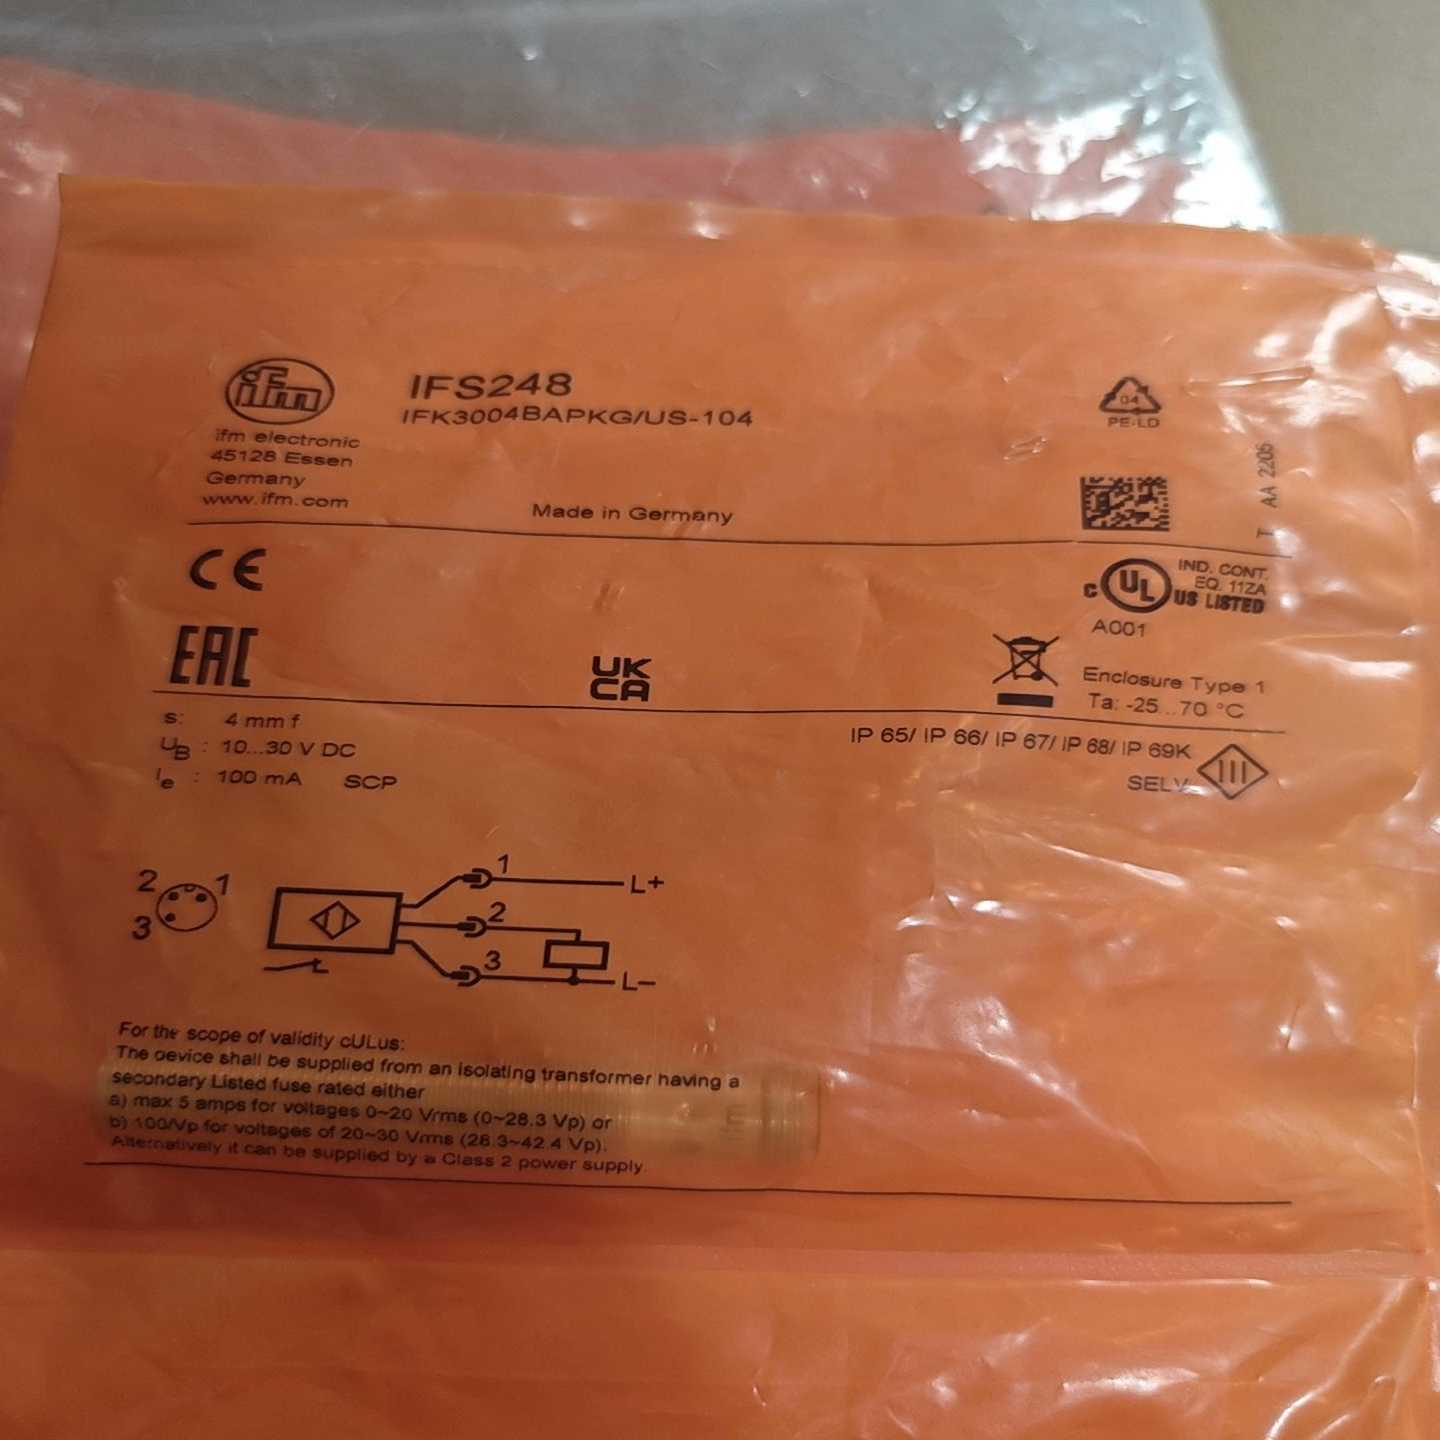 ifm
IFS248
IFK3004BAPKG/US-104
ifm electronic
45128 Essen
Germany
www.ifm.com
Made in Germany
04
PE-LD
T AA 2206
CE
c UL US LISTED
IND. CONT.
EQ. 11ZA
A001
EAC
UK
CA
Enclosure Type 1
Ta: -25...70 °C
s: 4 mm f
UB : 10...30 V DC
Ie : 100 mA SCP
IP 65/ IP 66/ IP 67/ IP 68/ IP 69K
SELV III
2 1
3
1 L+
2
3 L−
For the scope of validity cULus:
The device shall be supplied from an isolating transformer having a
secondary Listed fuse rated either
a) max 5 amps for voltages 0~20 Vrms (0~28.3 Vp) or
b) 100/Vp for voltages of 20~30 Vrms (28.3~42.4 Vp).
Alternatively it can be supplied by a Class 2 power supply.
ifm